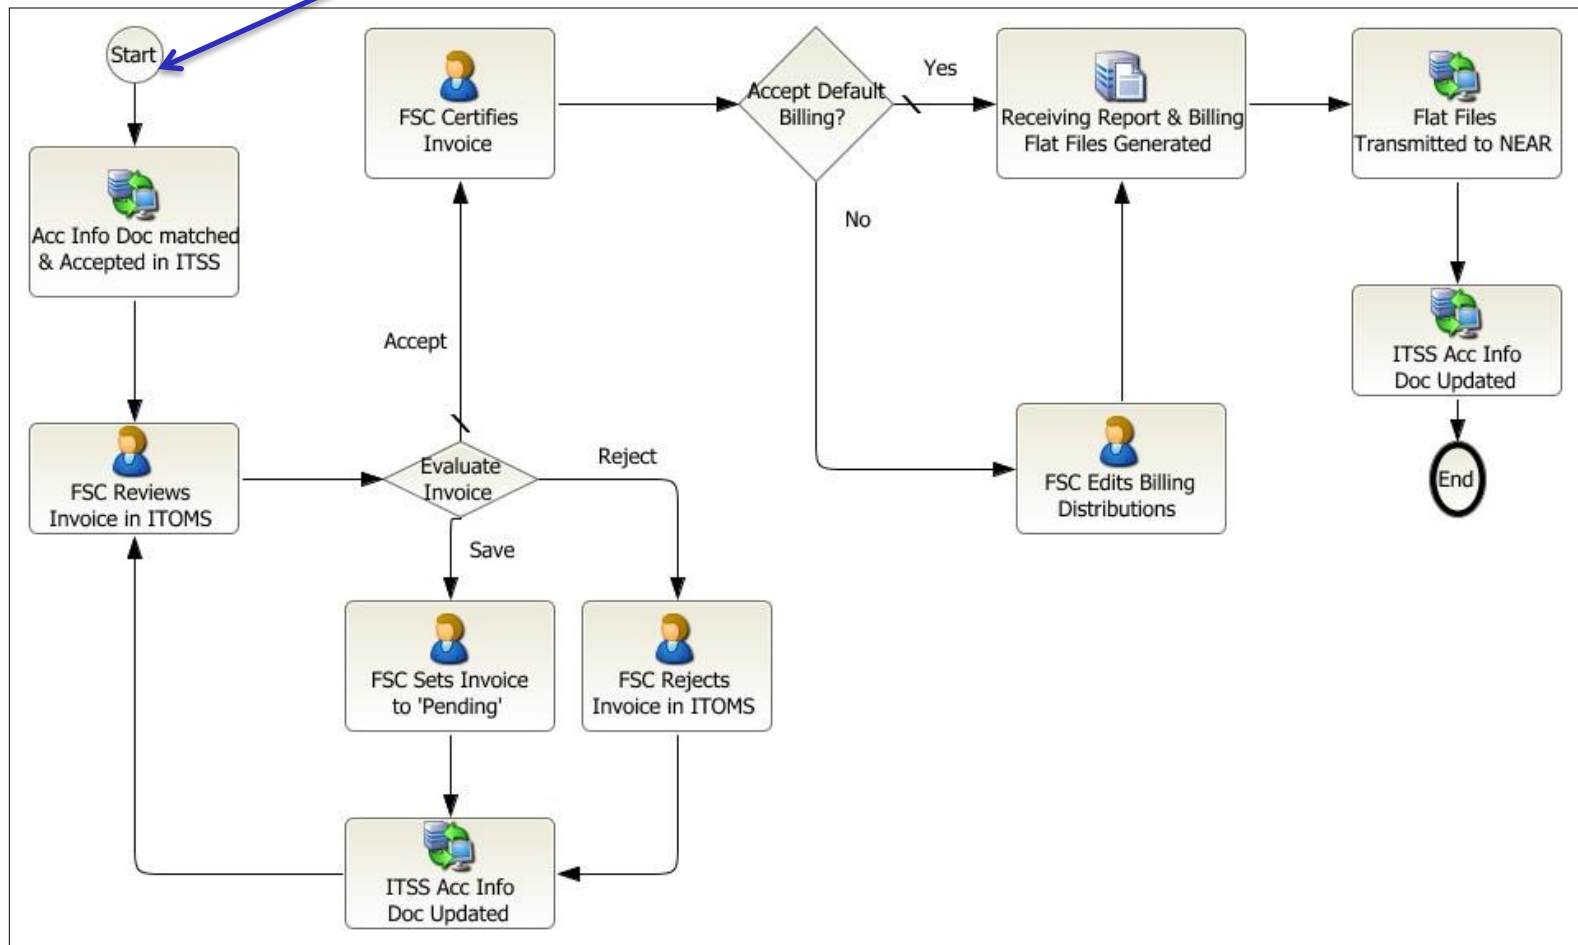 Start
Acc Info Doc matched
& Accepted in ITSS
FSC Reviews
Invoice in ITOMS
Evaluate
Invoice
Accept
Reject
Save
FSC Certifies
Invoice
FSC Sets Invoice
to 'Pending'
FSC Rejects
Invoice in ITOMS
ITSS Acc Info
Doc Updated
Accept Default
Billing?
Yes
No
Receiving Report & Billing
Flat Files Generated
FSC Edits Billing
Distributions
Flat Files
Transmitted to NEAR
ITSS Acc Info
Doc Updated
End